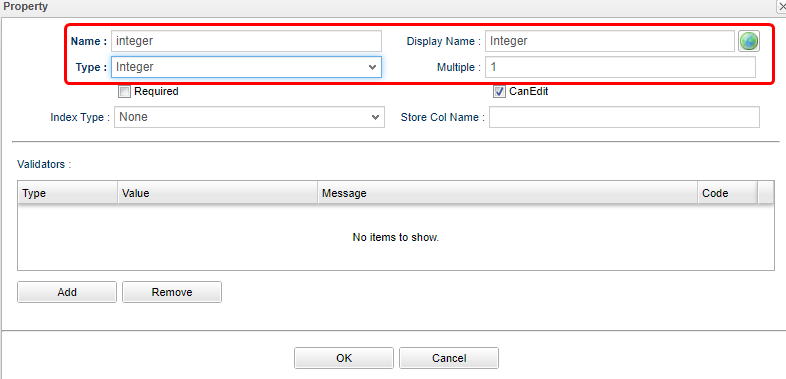 Property
Name : integer Display Name : Integer
Type : Integer Multiple : 1
Required CanEdit
Index Type : None Store Col Name :
Validators :
Type Value Message Code
No items to show.
Add Remove
OK Cancel